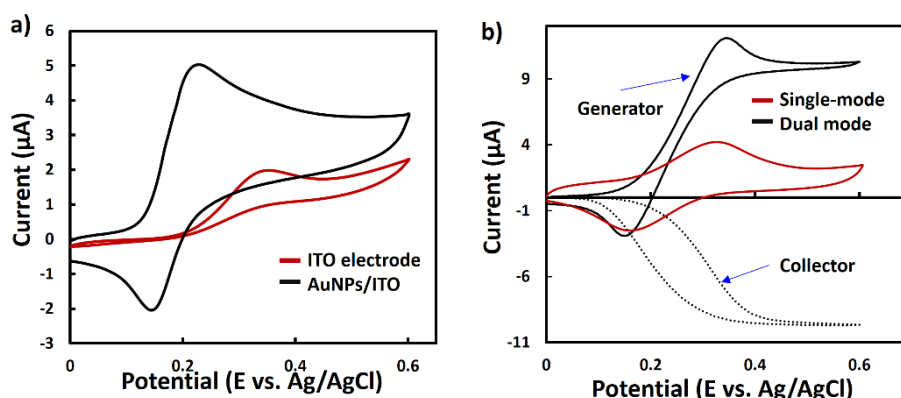 a)
6
5
4
3
2
1
0
-1
-2
-3
Current (µA)
0
0.2
0.4
0.6
Potential (E vs. Ag/AgCl)
ITO electrode
AuNPs/ITO
b)
9
4
-1
-6
-11
Current (µA)
0
0.2
0.4
0.6
Potential (E vs. Ag/AgCl)
Generator
Single-mode
Dual mode
Collector